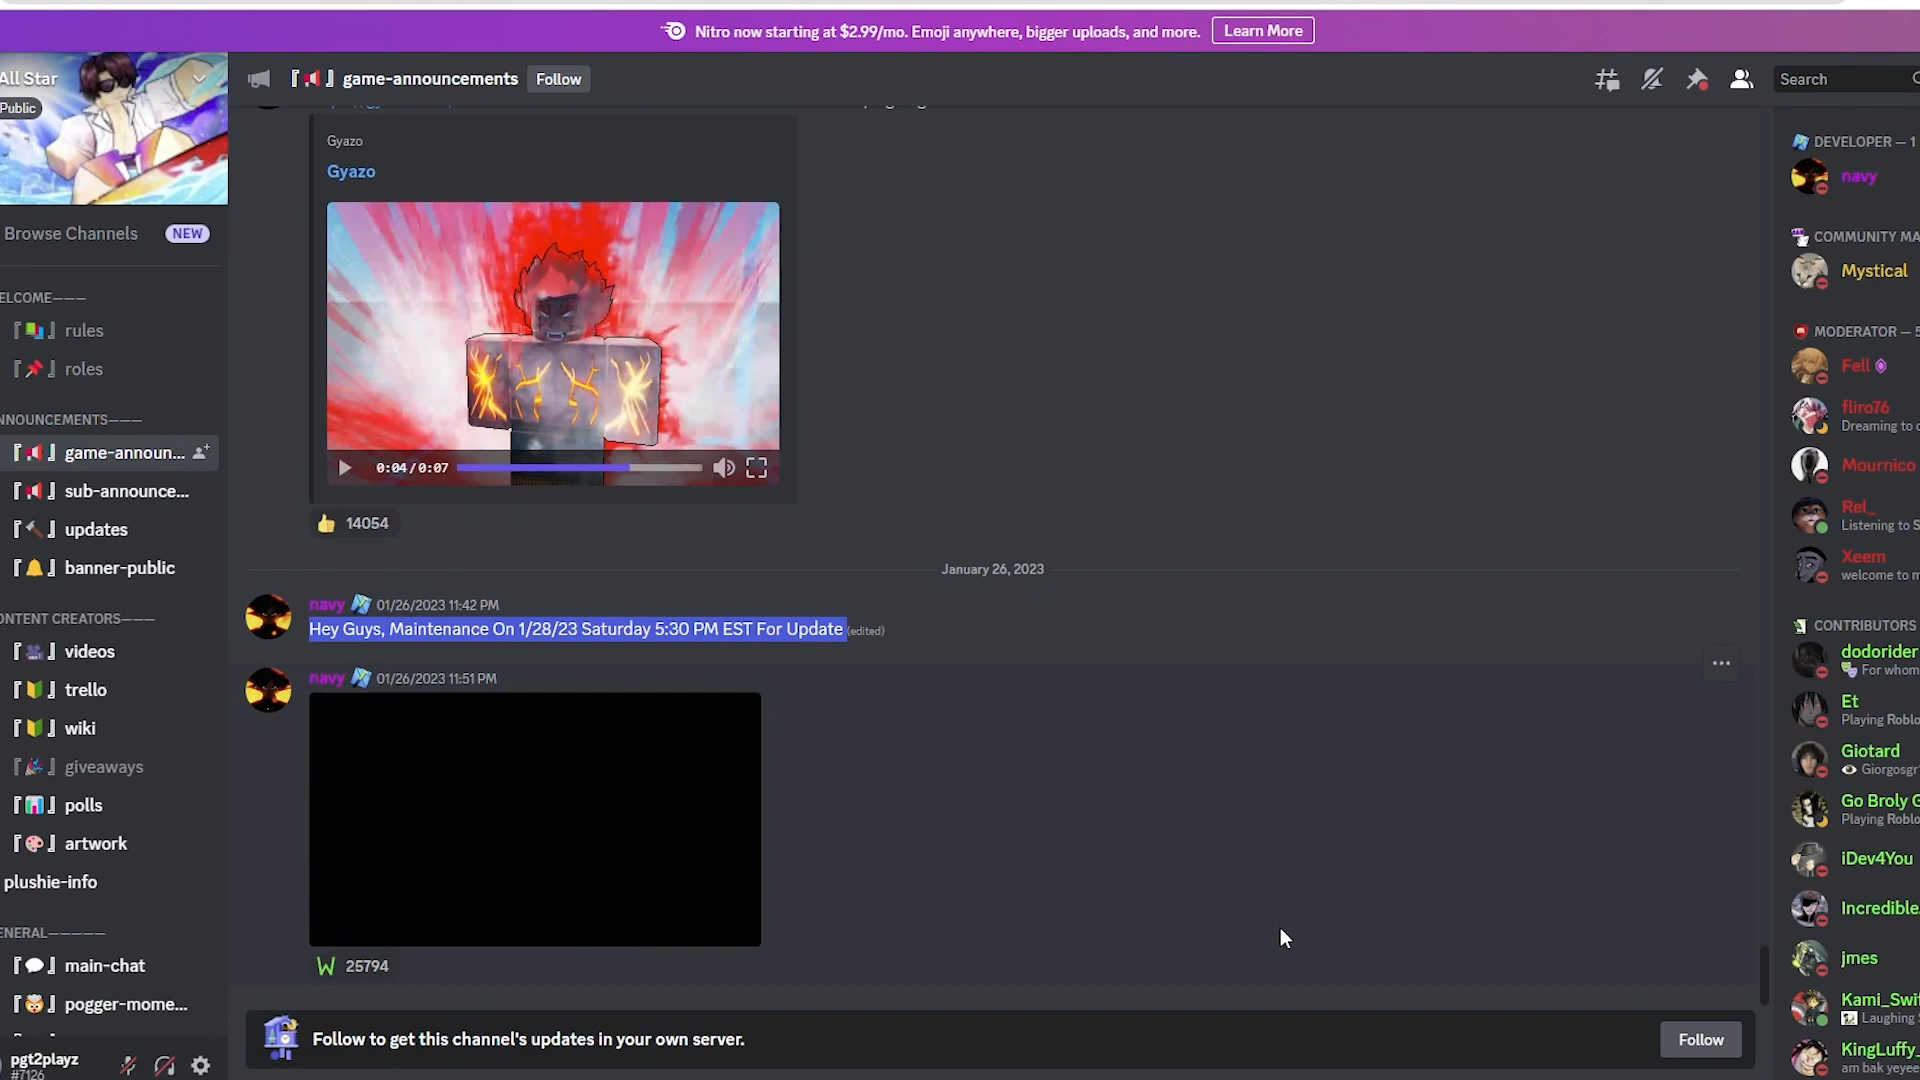 Nitro now starting at $2.99/mo. Emoji anywhere, bigger uploads, and more. Learn More
All Star
Public
Browse Channels NEW
ELCOME———
rules
roles
NNOUNCEMENTS———
game-announ...
sub-announce...
updates
banner-public
ONTENT CREATORS———
videos
trello
wiki
giveaways
polls
artwork
plushie-info
ENERAL—————
main-chat
pogger-mome...
pgt2playz
#7126
game-announcements Follow
Search
Gyazo
Gyazo
0:04/0:07
14054
January 26, 2023
navy 01/26/2023 11:42 PM
Hey Guys, Maintenance On 1/28/23 Saturday 5:30 PM EST For Update (edited)
navy 01/26/2023 11:51 PM
W 25794
Follow to get this channel's updates in your own server. Follow
DEVELOPER — 1
navy
COMMUNITY MA
Mystical
MODERATOR — 5
Fell
fliro76
Dreaming to
Mournico
Rel_
Listening to S
Xeem
welcome to m
CONTRIBUTORS
dodorider
For whom
Et
Playing Roblo
Giotard
Giorgosgr
Go Broly G
Playing Roblo
iDev4You
Incredible
jmes
Kami_Swi
Laughing
KingLuffy_
am bak yeyee